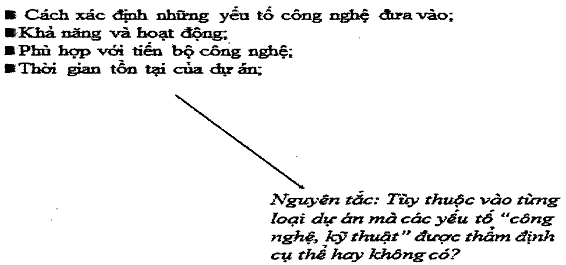 ■ Cách xác định những yếu tố công nghệ đưa vào;
■Khả năng và hoạt động;
■Phù hợp với tiến bộ công nghệ;
■Thời gian tồn tại của dự án;
Nguyên tắc: Tùy thuộc vào từng
loại dự án mà các yếu tố “công
nghệ, kỹ thuật” được thẩm định
cụ thể hay không có?